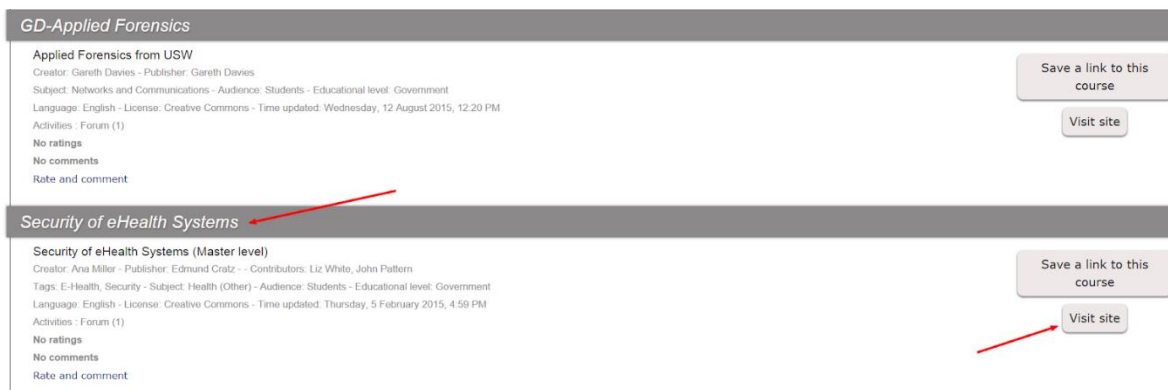 GD-Applied Forensics
Applied Forensics from USW
Creator: Gareth Davies - Publisher: Gareth Davies
Subject: Networks and Communications - Audience: Students - Educational level: Government
Language: English - License: Creative Commons - Time updated: Wednesday, 12 August 2015, 12:20 PM
Activities : Forum (1)
No ratings
No comments
Rate and comment
Save a link to this
course
Visit site
Security of eHealth Systems
Security of eHealth Systems (Master level)
Creator: Ana Miller - Publisher: Edmund Cratz - - Contributors: Liz White, John Pattern
Tags: E-Health, Security - Subject: Health (Other) - Audience: Students - Educational level: Government
Language: English - License: Creative Commons - Time updated: Thursday, 5 February 2015, 4:59 PM
Activities : Forum (1)
No ratings
No comments
Rate and comment
Save a link to this
course
Visit site